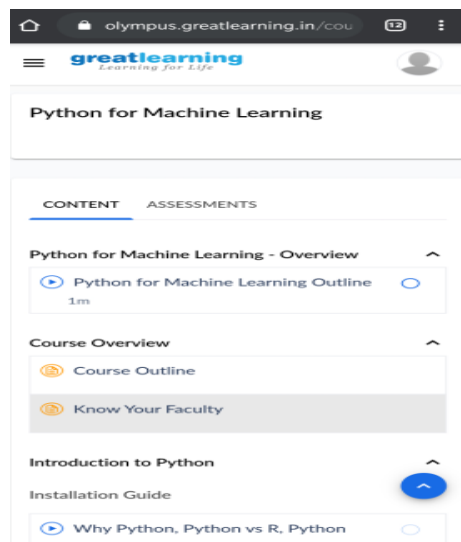 olympus.greatlearning.in/cou
12
greatlearning
Learning for Life
Python for Machine Learning
CONTENT ASSESSMENTS
Python for Machine Learning - Overview
Python for Machine Learning Outline
1m
Course Overview
Course Outline
Know Your Faculty
Introduction to Python
Installation Guide
Why Python, Python vs R, Python